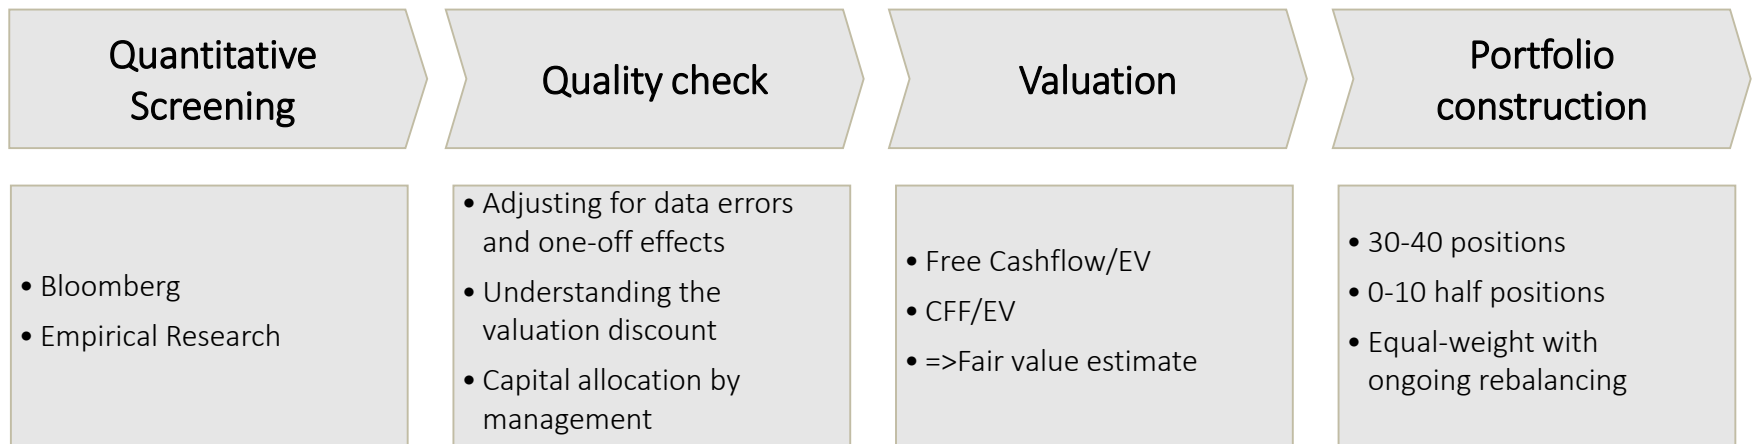 Quantitative
Screening
• Bloomberg
• Empirical Research
Quality check
• Adjusting for data errors
and one-off effects
• Understanding the
valuation discount
• Capital allocation by
management
Valuation
• Free Cashflow/EV
• CFF/EV
• =>Fair value estimate
Portfolio
construction
• 30-40 positions
• 0-10 half positions
• Equal-weight with
ongoing rebalancing